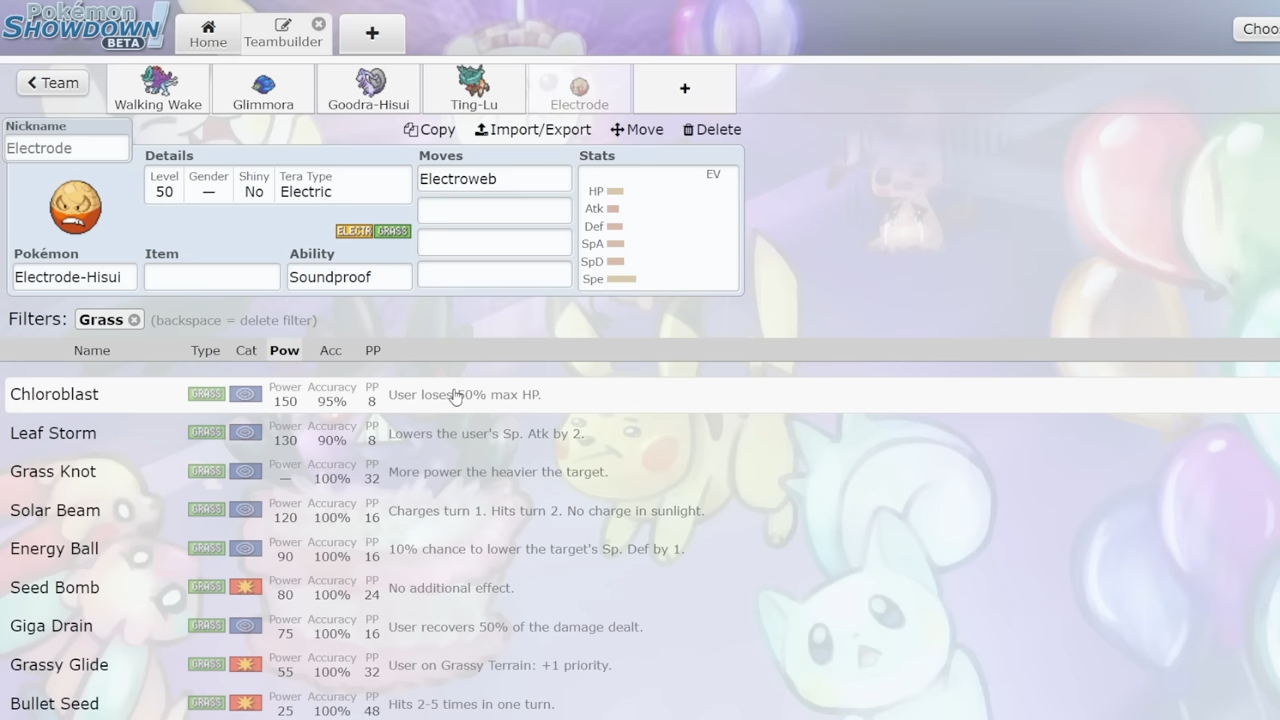 Pokémon
SHOWDOWN!
BETA
Home
Teambuilder
+
Choo
< Team
Walking Wake
Glimmora
Goodra-Hisui
Ting-Lu
Electrode
+
Copy
Import/Export
Move
Delete
Nickname
Electrode
Details
Level
50
Gender
—
Shiny
No
Tera Type
Electric
ELECTR GRASS
Moves
Electroweb
Stats
EV
HP
Atk
Def
SpA
SpD
Spe
Pokémon
Electrode-Hisui
Item
Ability
Soundproof
Filters: Grass (backspace = delete filter)
Name Type Cat Pow Acc PP
Chloroblast GRASS Power 150 Accuracy 95% PP 8 User loses 50% max HP.
Leaf Storm GRASS Power 130 Accuracy 90% PP 8 Lowers the user's Sp. Atk by 2.
Grass Knot GRASS Power — Accuracy 100% PP 32 More power the heavier the target.
Solar Beam GRASS Power 120 Accuracy 100% PP 16 Charges turn 1. Hits turn 2. No charge in sunlight.
Energy Ball GRASS Power 90 Accuracy 100% PP 16 10% chance to lower the target's Sp. Def by 1.
Seed Bomb GRASS Power 80 Accuracy 100% PP 24 No additional effect.
Giga Drain GRASS Power 75 Accuracy 100% PP 16 User recovers 50% of the damage dealt.
Grassy Glide GRASS Power 55 Accuracy 100% PP 32 User on Grassy Terrain: +1 priority.
Bullet Seed GRASS Power 25 Accuracy 100% PP 48 Hits 2-5 times in one turn.